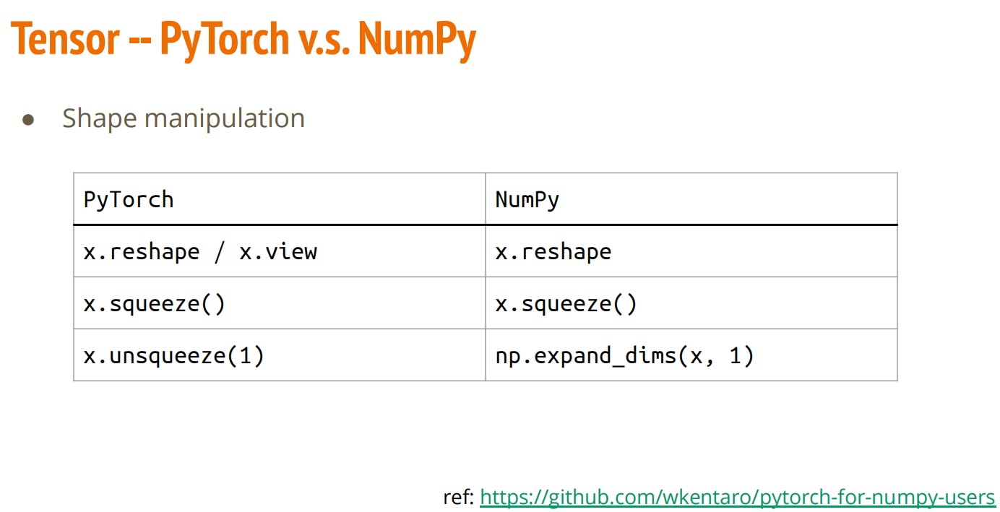 Tensor -- PyTorch v.s. NumPy
● Shape manipulation
PyTorch NumPy
x.reshape / x.view x.reshape
x.squeeze() x.squeeze()
x.unsqueeze(1) np.expand_dims(x, 1)
ref: https://github.com/wkentaro/pytorch-for-numpy-users